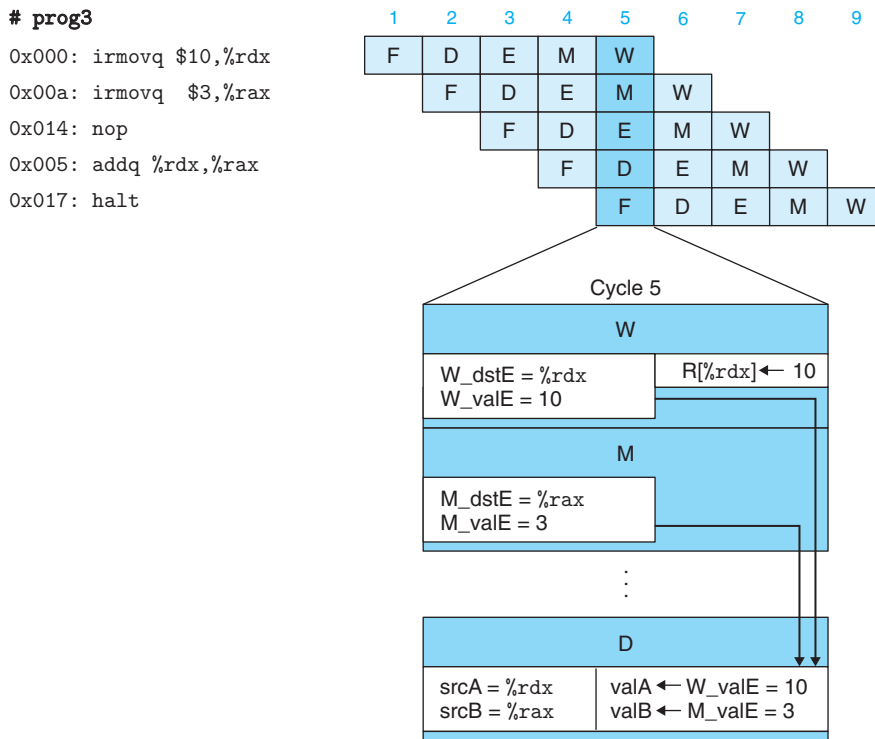 # prog3
1 2 3 4 5 6 7 8 9
0x000: irmovq $10,%rdx F D E M W
0x00a: irmovq $3,%rax F D E M W
0x014: nop F D E M W
0x005: addq %rdx,%rax F D E M W
0x017: halt F D E M W
Cycle 5
W
W_dstE = %rdx R[%rdx] ← 10
W_valE = 10
M
M_dstE = %rax
M_valE = 3
⋮
D
srcA = %rdx valA ← W_valE = 10
srcB = %rax valB ← M_valE = 3